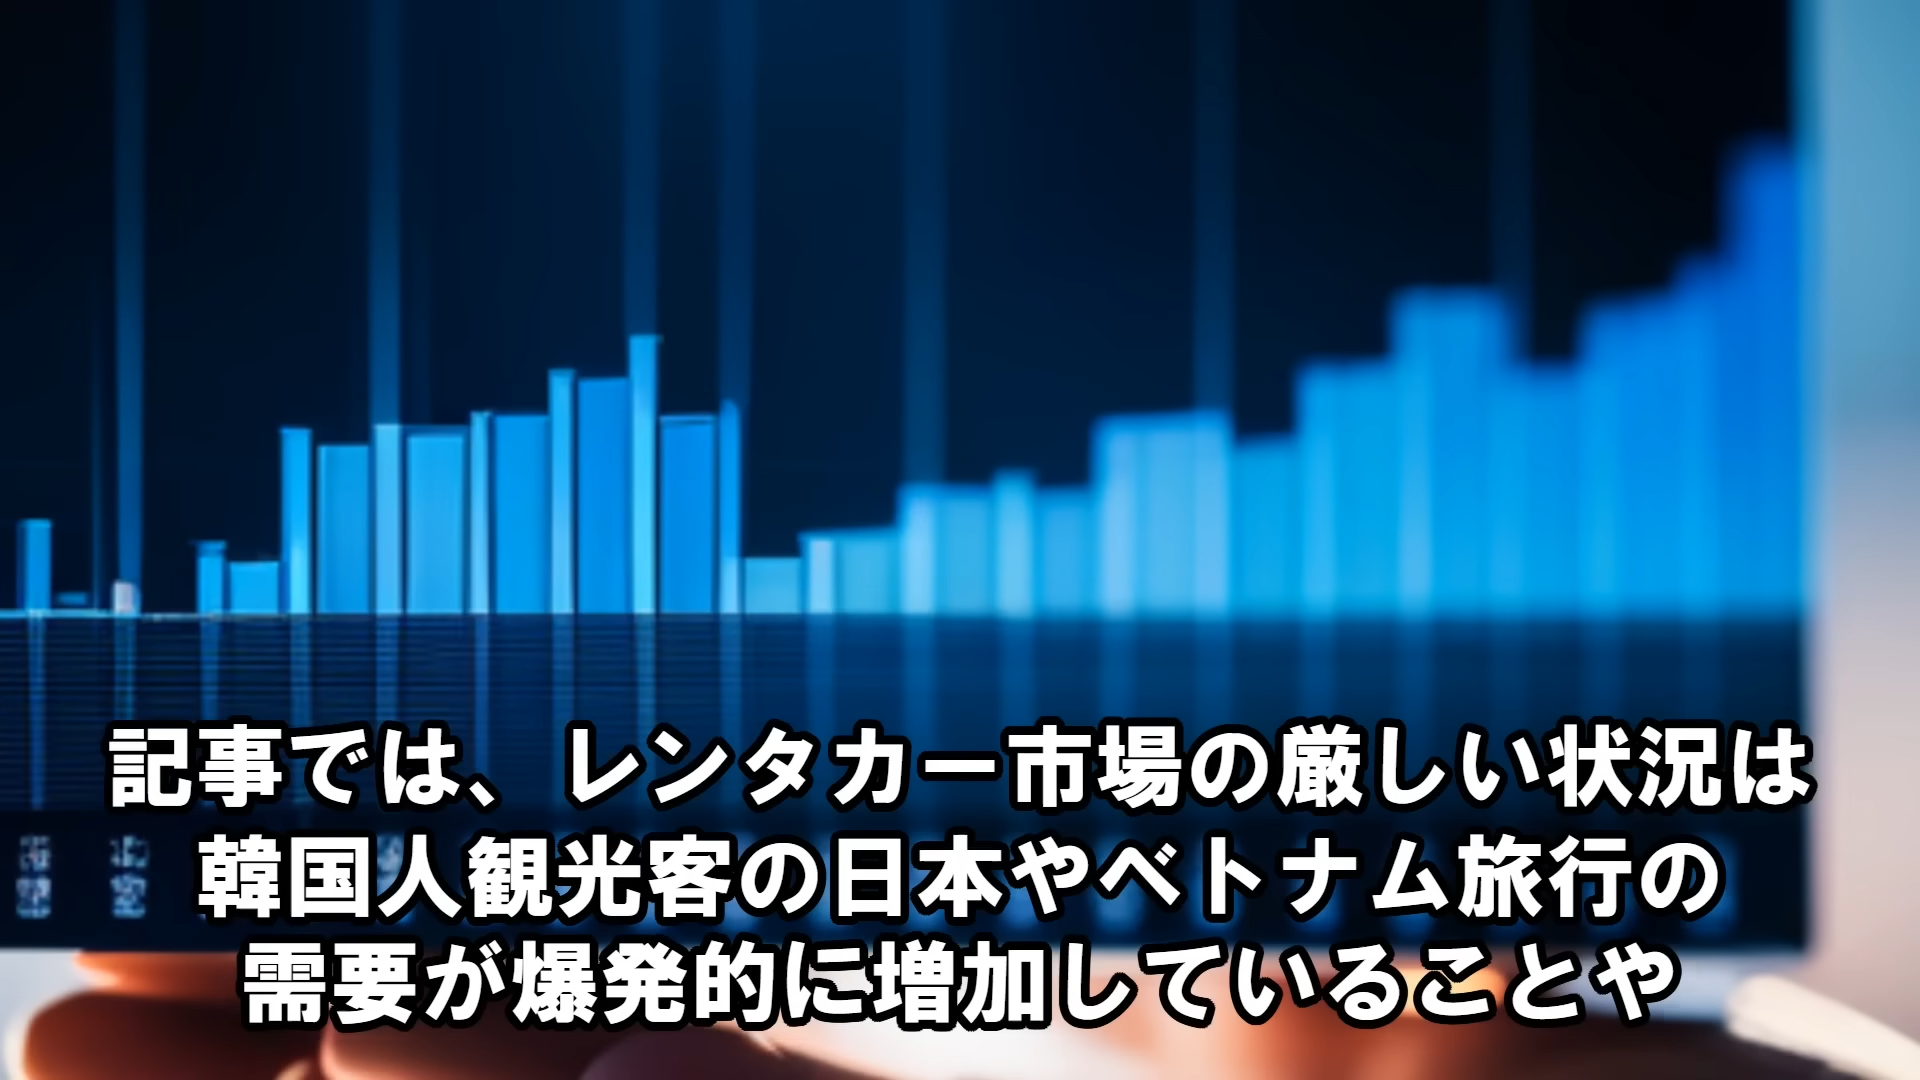 記事では、レンタカー市場の厳しい状況は
韓国人観光客の日本やベトナム旅行の
需要が爆発的に増加していることや